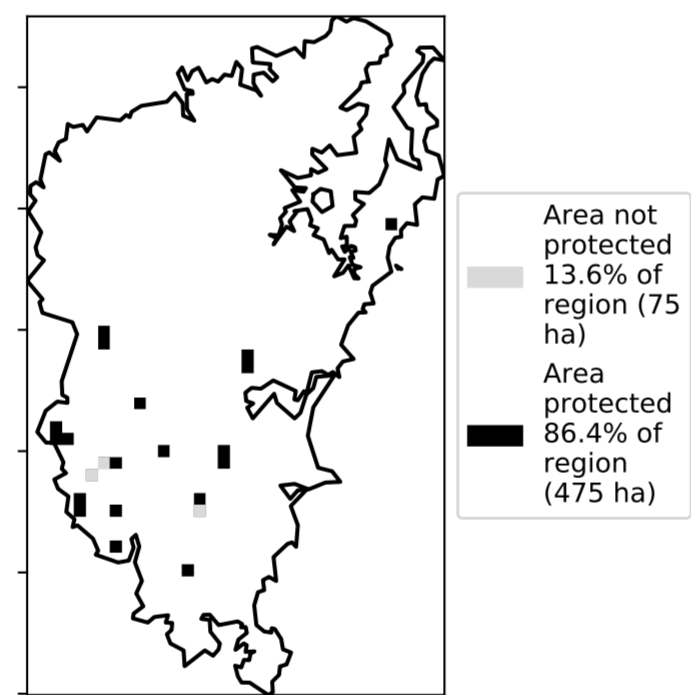 Area not
protected
13.6% of
region (75
ha)
Area
protected
86.4% of
region
(475 ha)